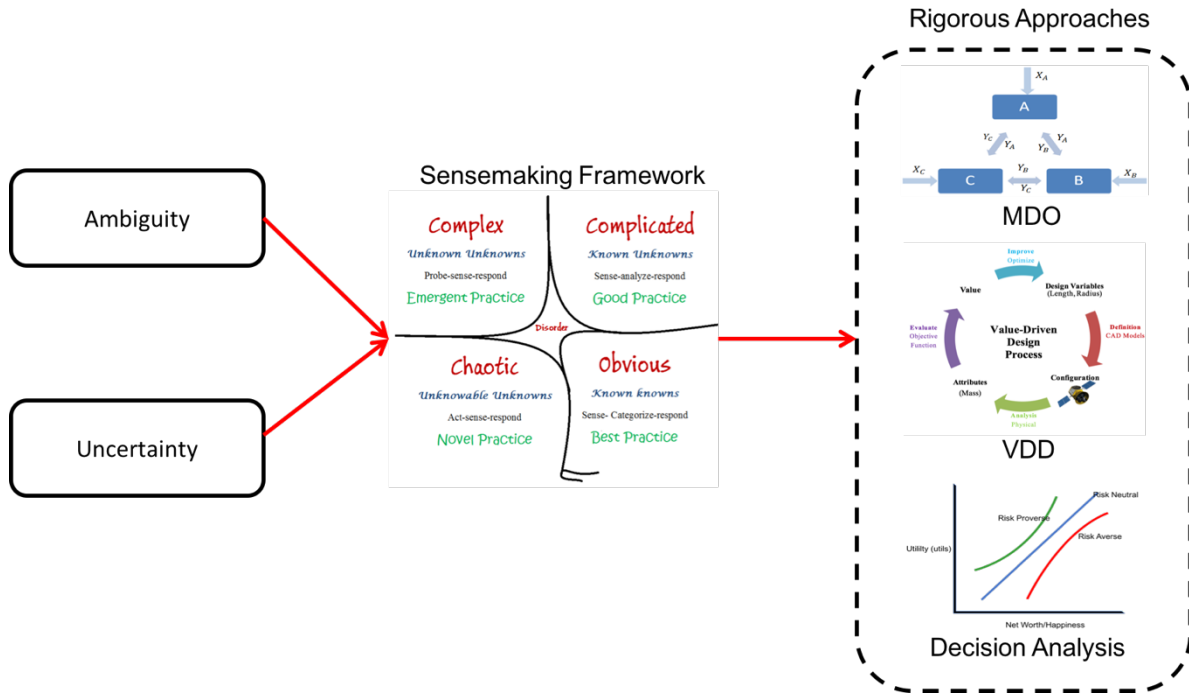 Rigorous Approaches
Ambiguity
Uncertainty
Sensemaking Framework
Complex
Unknown Unknowns
Probe-sense-respond
Emergent Practice
Complicated
Known Unknowns
Sense-analyze-respond
Good Practice
Disorder
Chaotic
Unknowable Unknowns
Act-sense-respond
Novel Practice
Obvious
Known knowns
Sense- Categorize-respond
Best Practice
X_A
A
Y_C
Y_A
Y_A
Y_B
X_C
C
Y_B
Y_C
B
X_B
MDO
Improve
Optimize
Value
Design Variables
(Length, Radius)
Evaluate
Objective
Function
Value-Driven
Design
Process
Definition
CAD Models
Attributes
(Mass)
Configuration
Analysis
Physical
VDD
Risk Neutral
Risk Proverse
Risk Averse
Utility (utils)
Net Worth/Happiness
Decision Analysis